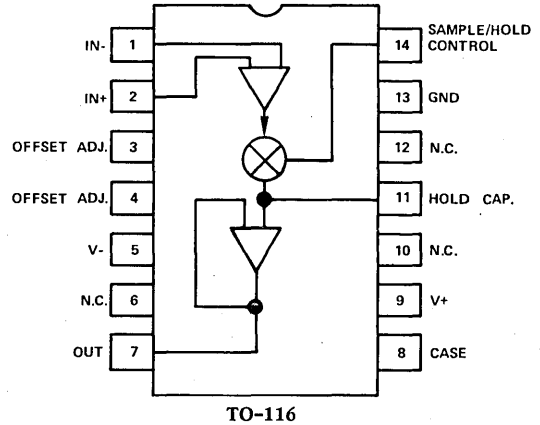 IN- 1
IN+ 2
OFFSET ADJ. 3
OFFSET ADJ. 4
V- 5
N.C. 6
OUT 7
14 SAMPLE/HOLD
CONTROL
13 GND
12 N.C.
11 HOLD CAP.
10 N.C.
9 V+
8 CASE
TO-116